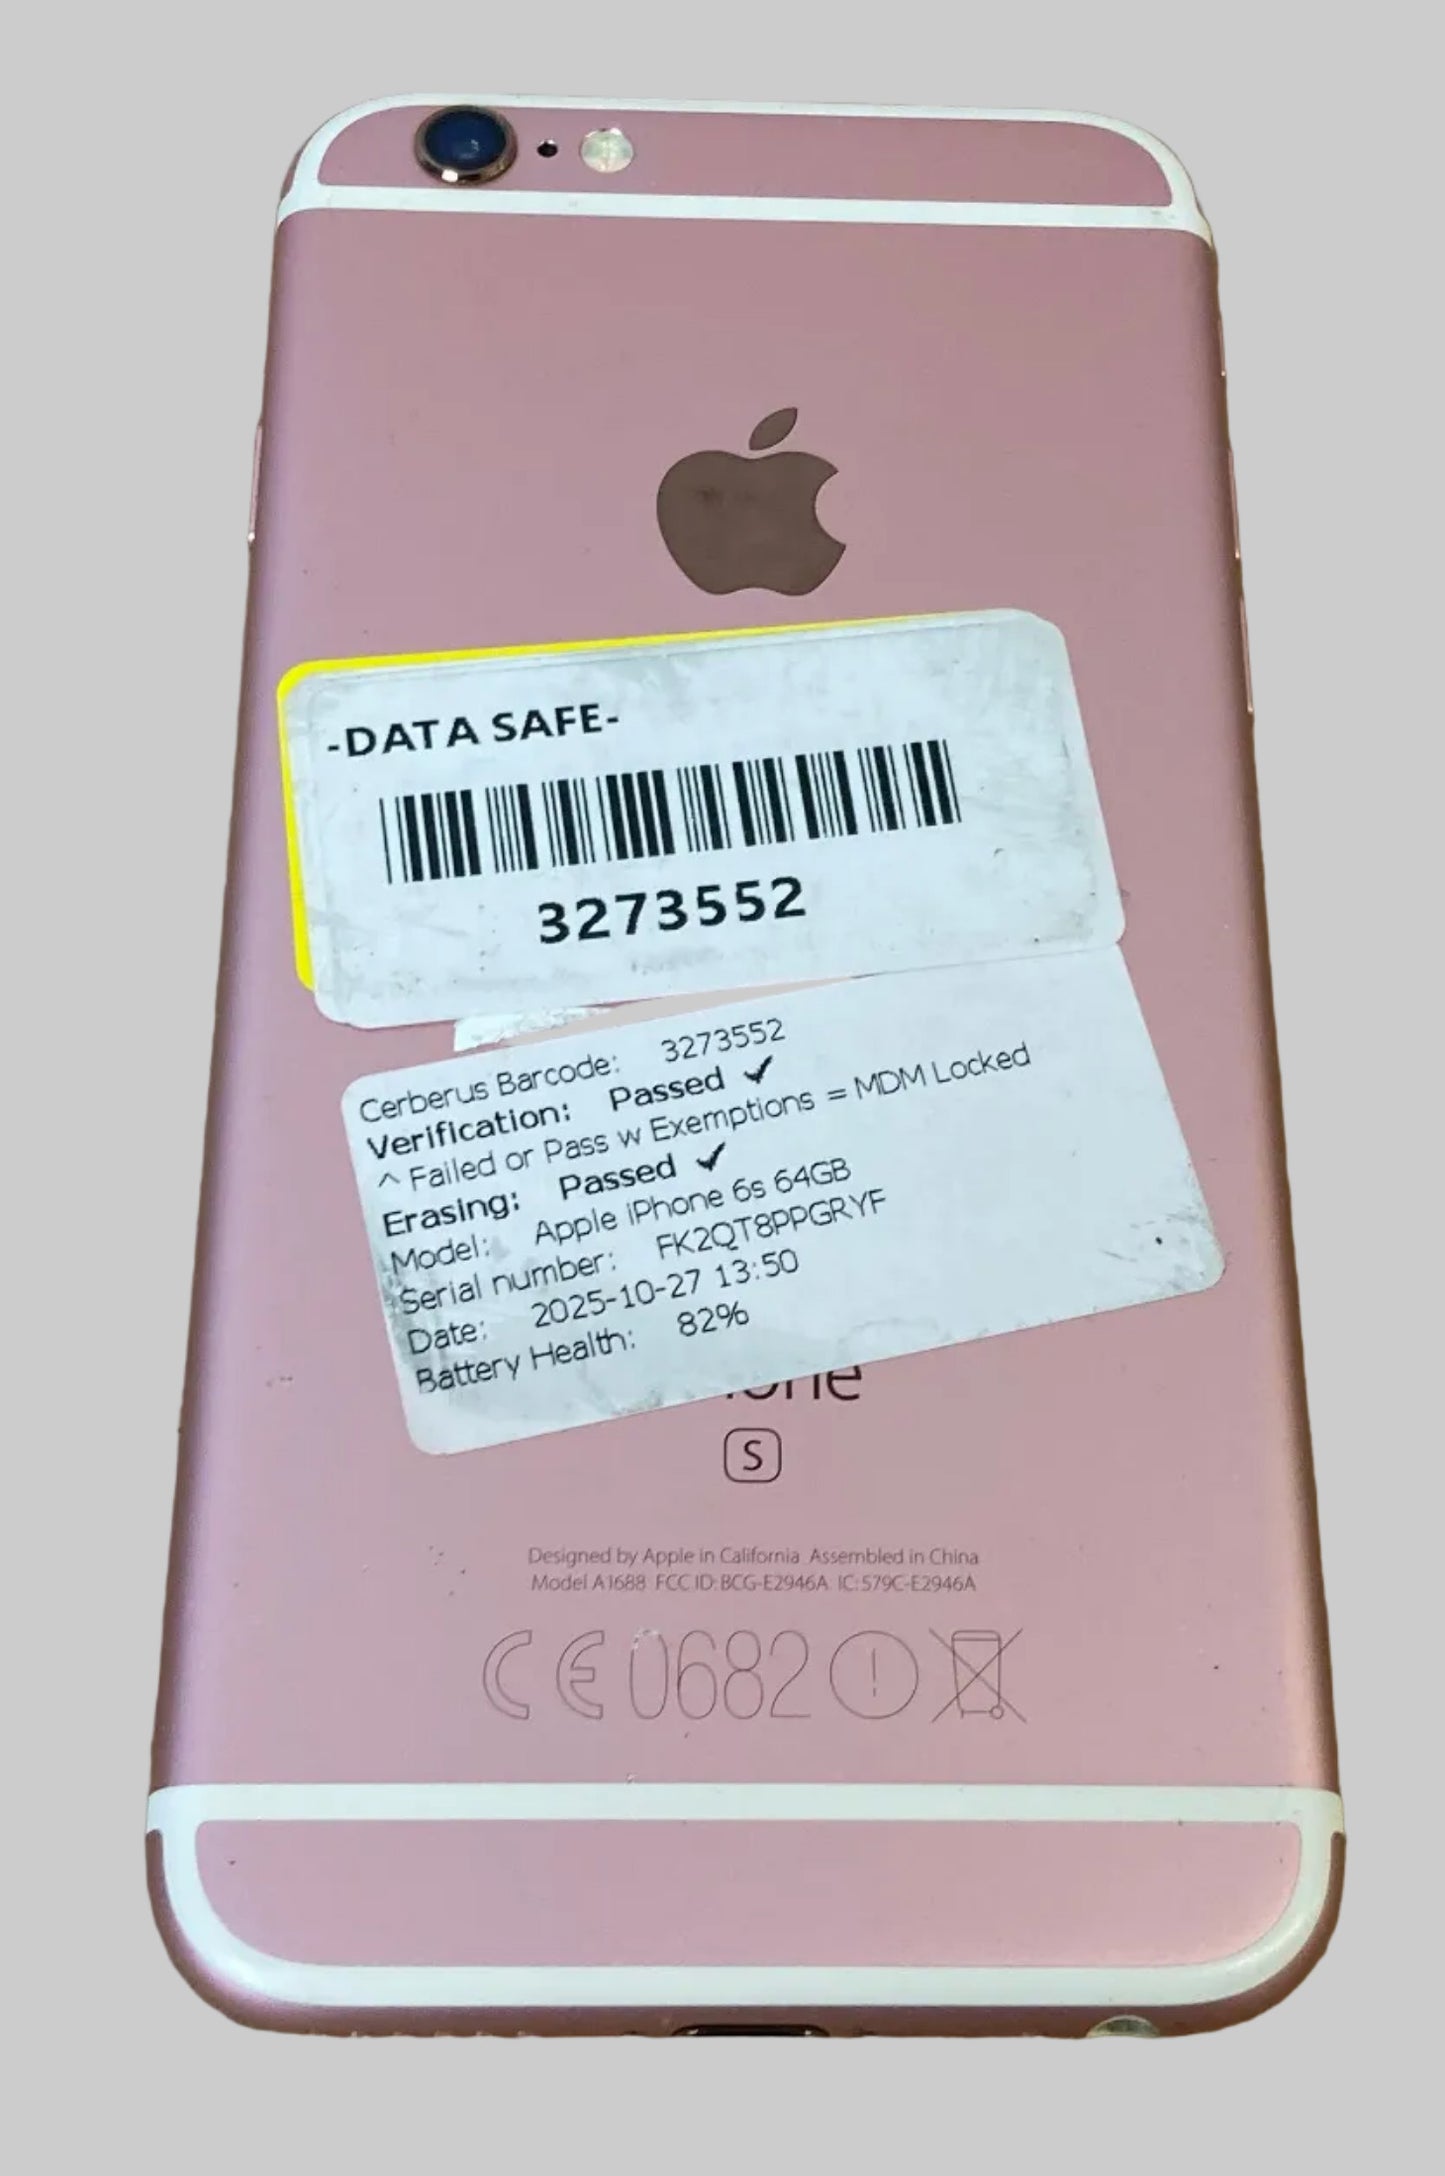 -DATA SAFE-
3273552
Cerberus Barcode: 3273552
Verification: Passed ✓
^ Failed or Pass w Exemptions = MDM Locked
Erasing: Passed ✓
Model: Apple iPhone 6s 64GB
Serial number: FK2QT8PPGRYF
Date: 2025-10-27 13:50
Battery Health: 82%
S
Designed by Apple in California Assembled in China
Model A1688 FCC ID: BCG-E2946A IC: 579C-E2946A
CE0682